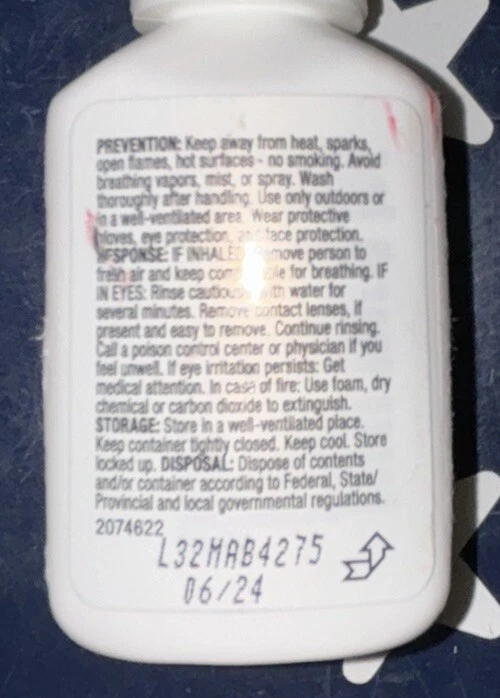 PREVENTION: Keep away from heat, sparks,
open flames, hot surfaces - no smoking. Avoid
breathing vapors, mist, or spray. Wash
thoroughly after handling. Use only outdoors or
in a well-ventilated area. Wear protective
gloves, eye protection, and face protection.
RESPONSE: IF INHALED: Remove person to
fresh air and keep comfortable for breathing. IF
IN EYES: Rinse cautiously with water for
several minutes. Remove contact lenses, if
present and easy to remove. Continue rinsing.
Call a poison control center or physician if you
feel unwell. If eye irritation persists: Get
medical attention. In case of fire: Use foam, dry
chemical or carbon dioxide to extinguish.
STORAGE: Store in a well-ventilated place.
Keep container tightly closed. Keep cool. Store
locked up. DISPOSAL: Dispose of contents
and/or container according to Federal, State/
Provincial and local governmental regulations.
2074622
L32MAB4275
06/24